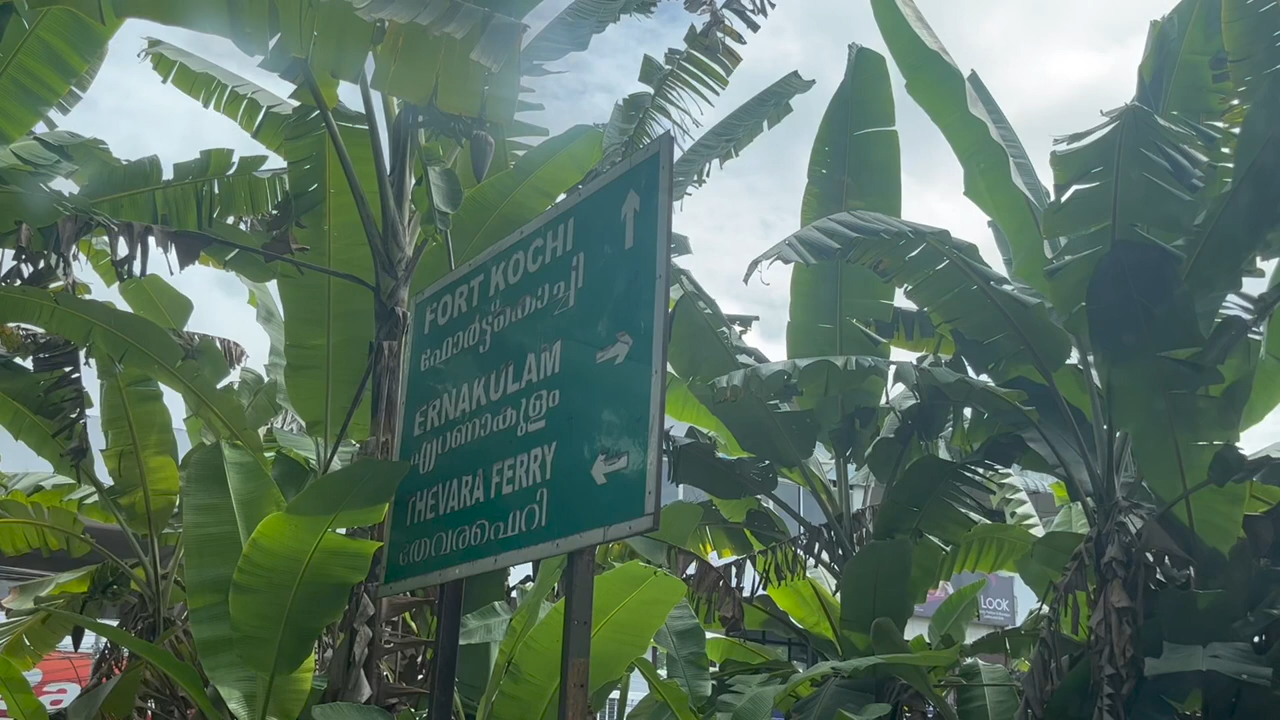 FORT KOCHI
ഫോർട്ട്കൊച്ചി
ERNAKULAM
എറണാകുളം
THEVARA FERRY
തേവരഫെറി
LOOK